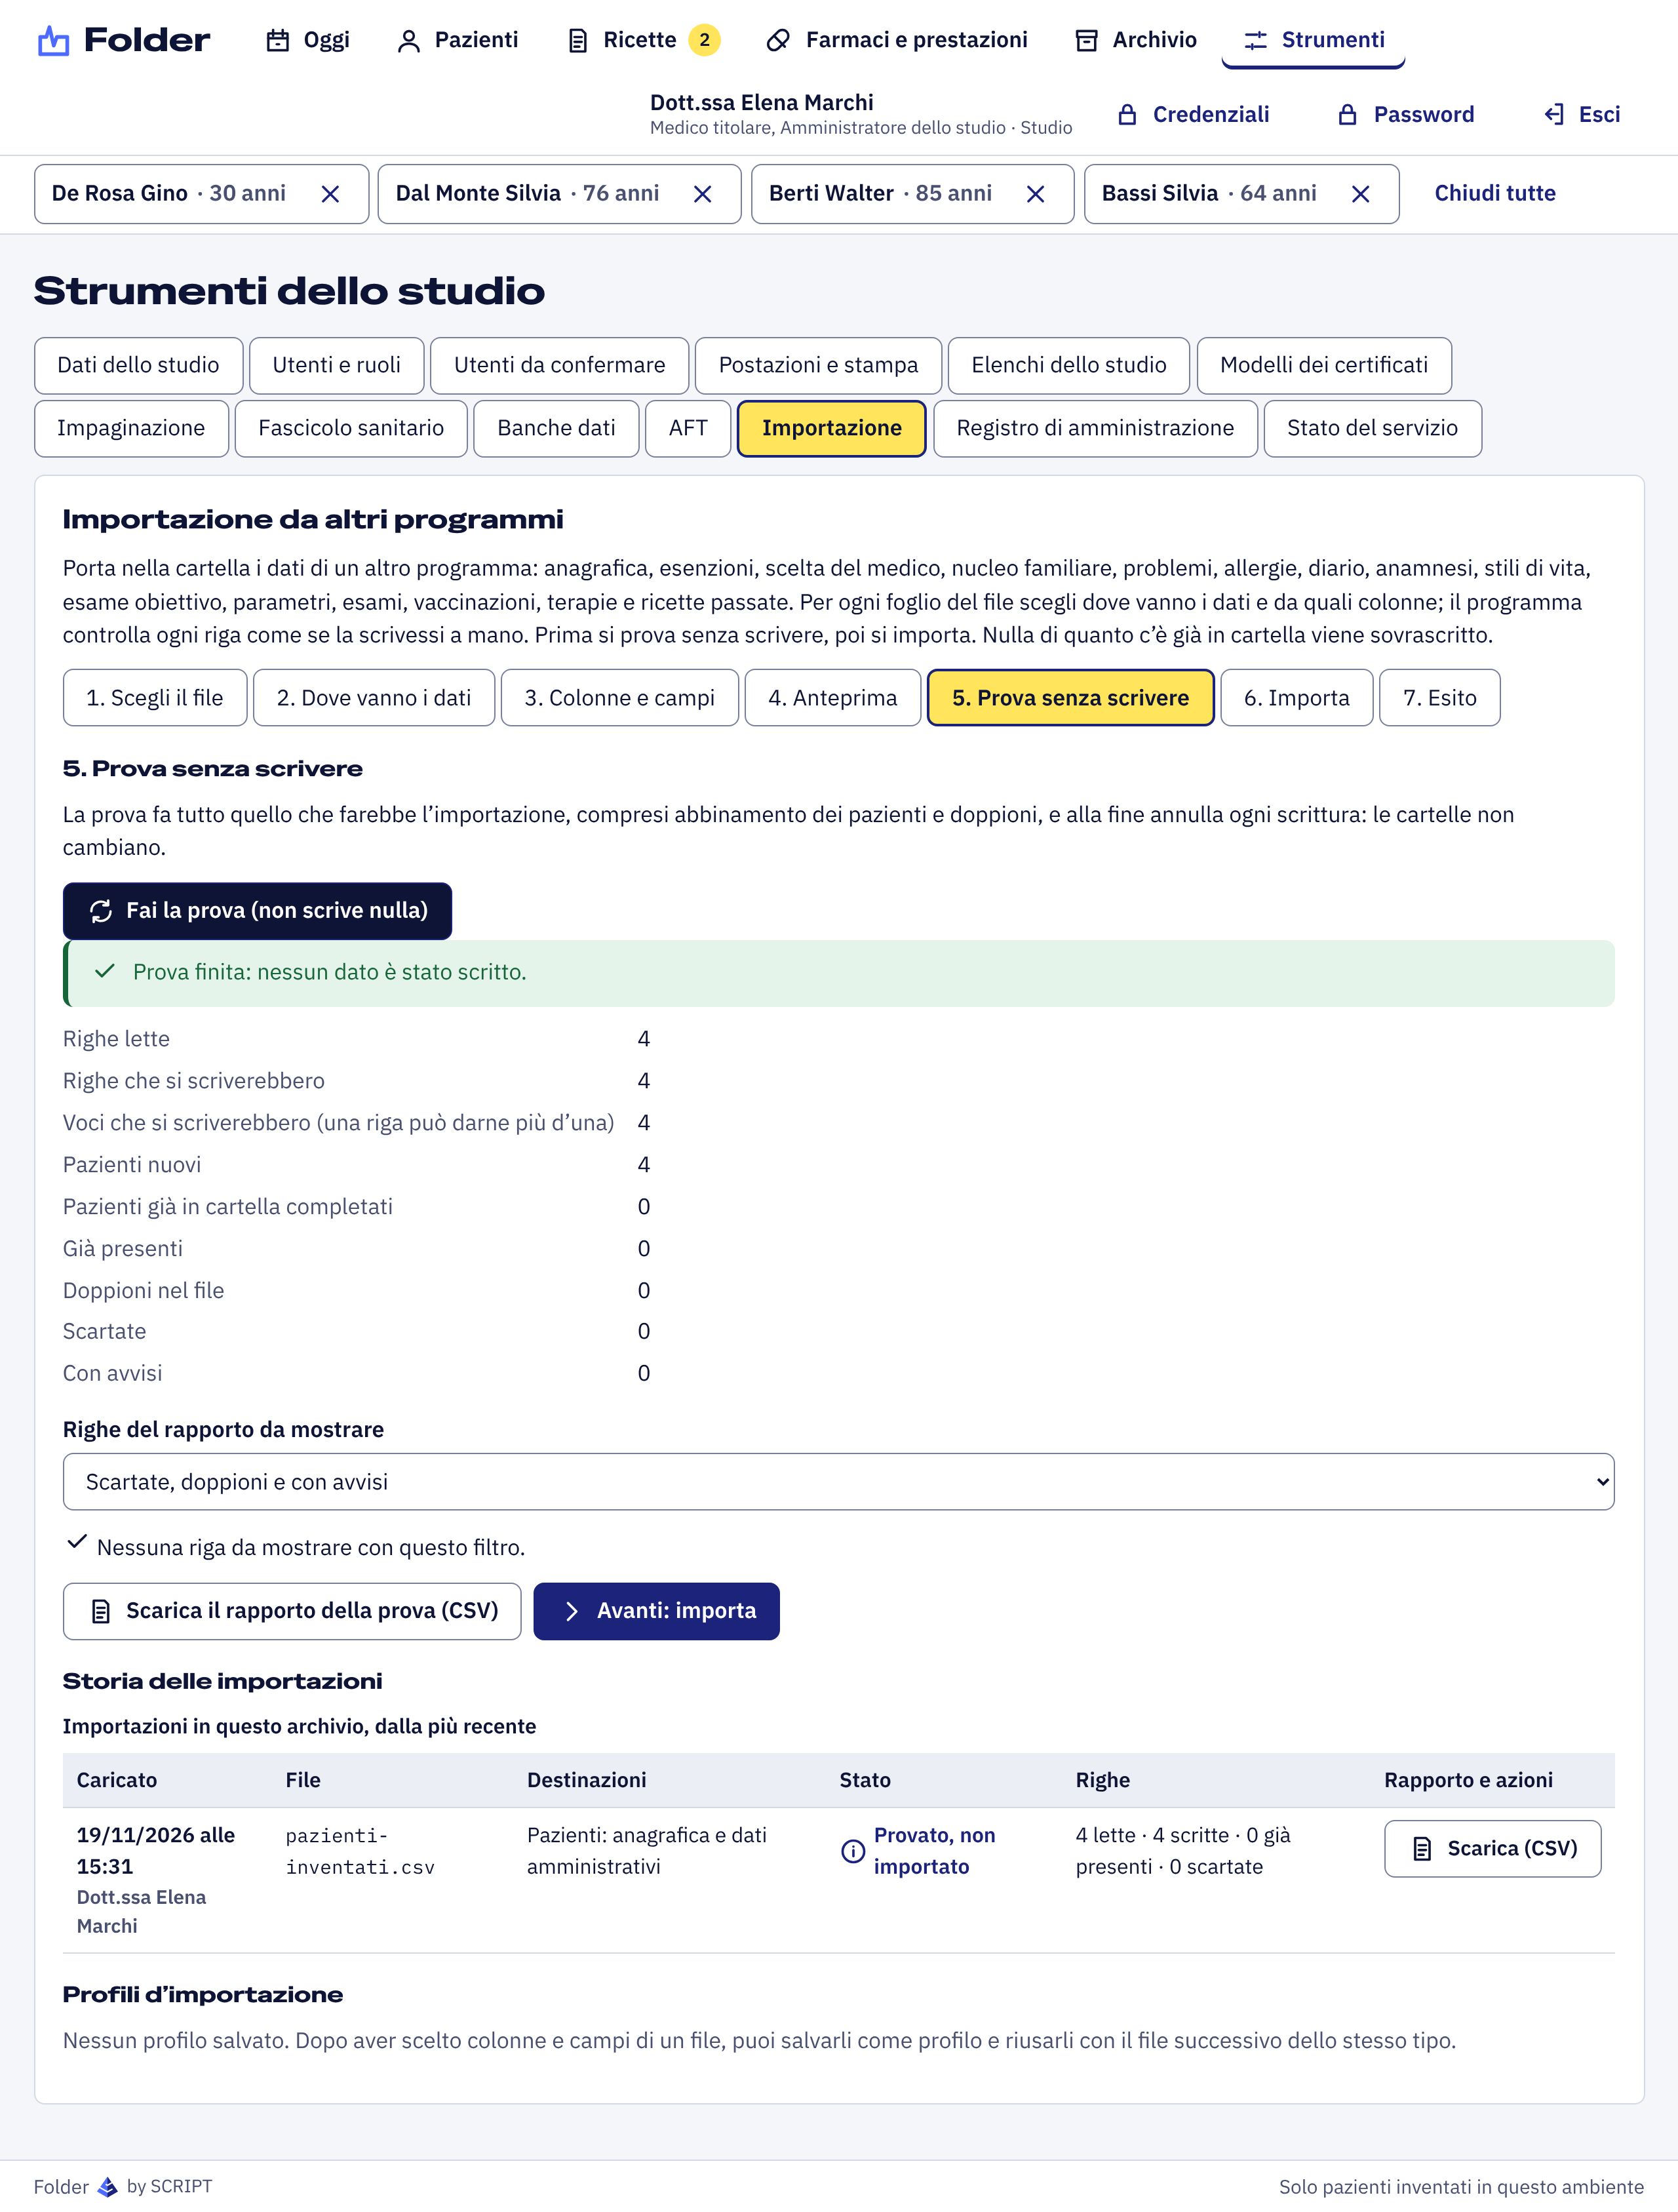 Folder
Oggi
Pazienti
Ricette 2
Farmaci e prestazioni
Archivio
Strumenti
Dott.ssa Elena Marchi
Medico titolare, Amministratore dello studio · Studio
Credenziali
Password
Esci
De Rosa Gino · 30 anni
Dal Monte Silvia · 76 anni
Berti Walter · 85 anni
Bassi Silvia · 64 anni
Chiudi tutte
Strumenti dello studio
Dati dello studio
Utenti e ruoli
Utenti da confermare
Postazioni e stampa
Elenchi dello studio
Modelli dei certificati
Impaginazione
Fascicolo sanitario
Banche dati
AFT
Importazione
Registro di amministrazione
Stato del servizio
Importazione da altri programmi
Porta nella cartella i dati di un altro programma: anagrafica, esenzioni, scelta del medico, nucleo familiare, problemi, allergie, diario, anamnesi, stili di vita,
esame obiettivo, parametri, esami, vaccinazioni, terapie e ricette passate. Per ogni foglio del file scegli dove vanno i dati e da quali colonne; il programma
controlla ogni riga come se la scrivessi a mano. Prima si prova senza scrivere, poi si importa. Nulla di quanto c’è già in cartella viene sovrascritto.
1. Scegli il file
2. Dove vanno i dati
3. Colonne e campi
4. Anteprima
5. Prova senza scrivere
6. Importa
7. Esito
5. Prova senza scrivere
La prova fa tutto quello che farebbe l’importazione, compresi abbinamento dei pazienti e doppioni, e alla fine annulla ogni scrittura: le cartelle non
cambiano.
Fai la prova (non scrive nulla)
Prova finita: nessun dato è stato scritto.
Righe lette 4
Righe che si scriverebbero 4
Voci che si scriverebbero (una riga può darne più d’una) 4
Pazienti nuovi 4
Pazienti già in cartella completati 0
Già presenti 0
Doppioni nel file 0
Scartate 0
Con avvisi 0
Righe del rapporto da mostrare
Scartate, doppioni e con avvisi
Nessuna riga da mostrare con questo filtro.
Scarica il rapporto della prova (CSV)
Avanti: importa
Storia delle importazioni
Importazioni in questo archivio, dalla più recente
Caricato
File
Destinazioni
Stato
Righe
Rapporto e azioni
19/11/2026 alle
15:31
Dott.ssa Elena
Marchi
pazienti-
inventati.csv
Pazienti: anagrafica e dati
amministrativi
Provato, non
importato
4 lette · 4 scritte · 0 già
presenti · 0 scartate
Scarica (CSV)
Profili d’importazione
Nessun profilo salvato. Dopo aver scelto colonne e campi di un file, puoi salvarli come profilo e riusarli con il file successivo dello stesso tipo.
Folder by SCRIPT
Solo pazienti inventati in questo ambiente